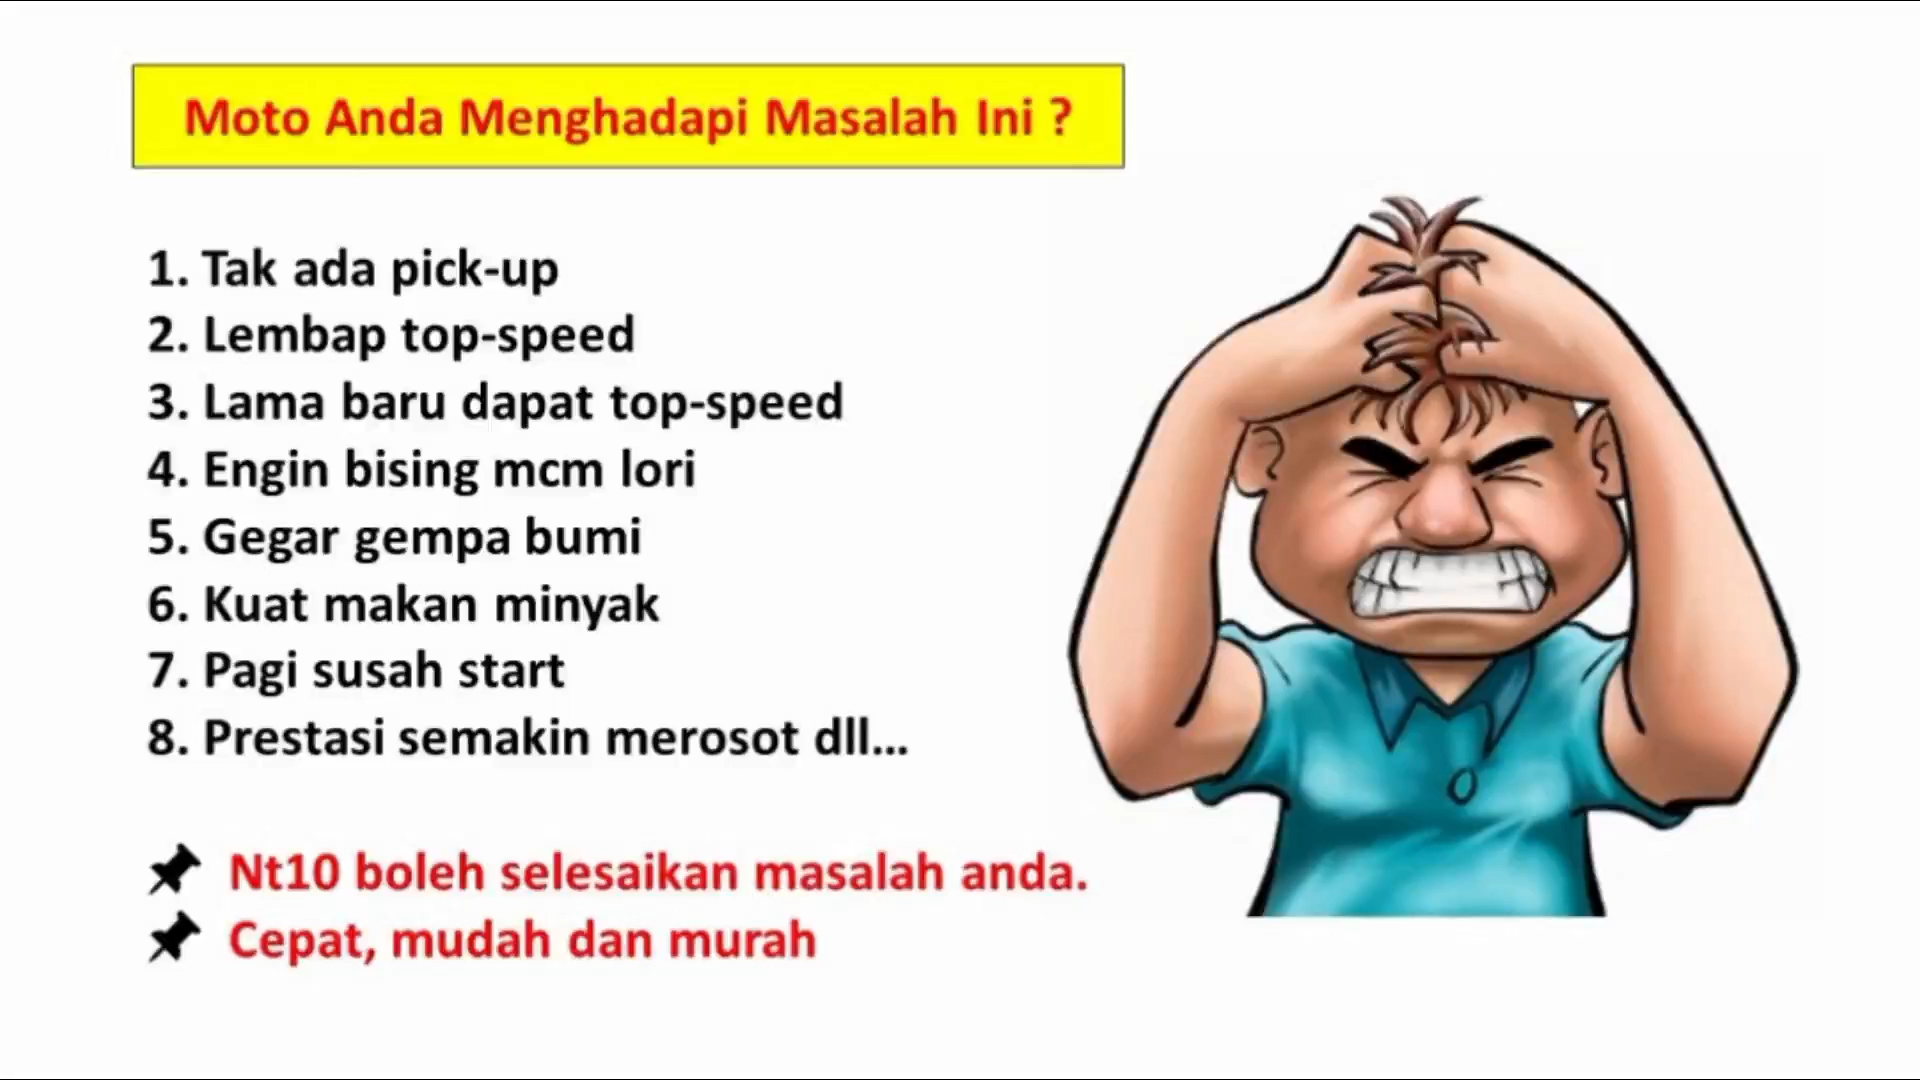 Moto Anda Menghadapi Masalah Ini ?
1. Tak ada pick-up
2. Lembap top-speed
3. Lama baru dapat top-speed
4. Engin bising mcm lori
5. Gegar gempa bumi
6. Kuat makan minyak
7. Pagi susah start
8. Prestasi semakin merosot dll...
Nt10 boleh selesaikan masalah anda.
Cepat, mudah dan murah